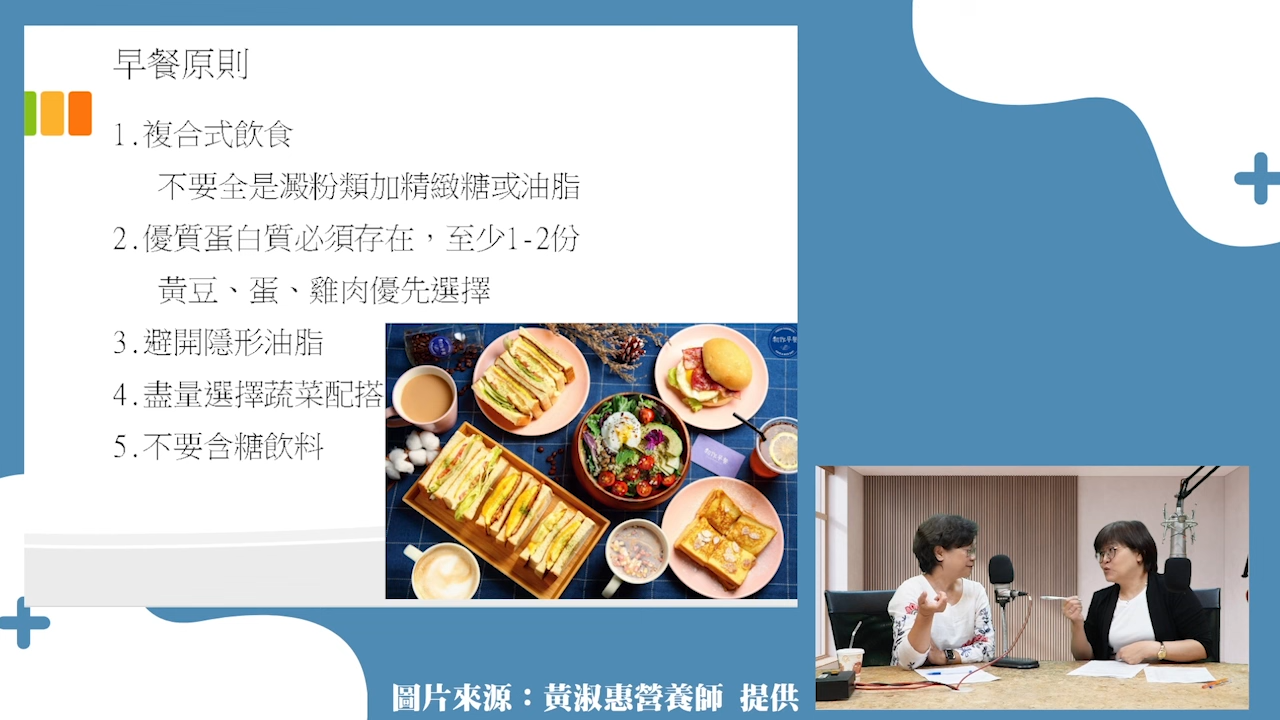 早餐原則
1.複合式飲食
不要全是澱粉類加精緻糖或油脂
2.優質蛋白質必須存在，至少1-2份
黃豆、蛋、雞肉優先選擇
3.避開隱形油脂
4.盡量選擇蔬菜配搭
5.不要含糖飲料
圖片來源：黃淑惠營養師 提供